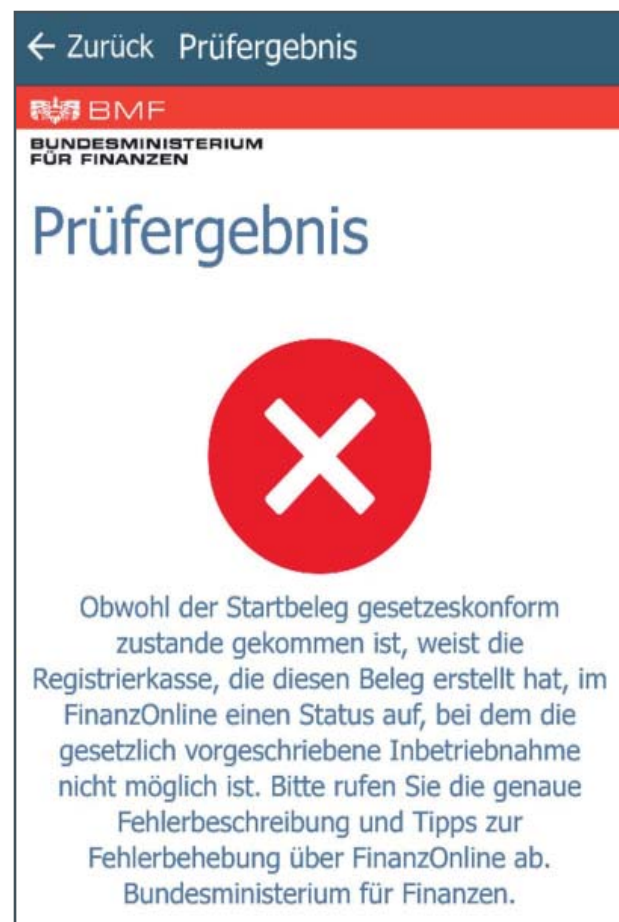 ← Zurück Prüfergebnis
BMF
BUNDESMINISTERIUM
FÜR FINANZEN
Prüfergebnis
Obwohl der Startbeleg gesetzeskonform
zustande gekommen ist, weist die
Registrierkasse, die diesen Beleg erstellt hat, im
FinanzOnline einen Status auf, bei dem die
gesetzlich vorgeschriebene Inbetriebnahme
nicht möglich ist. Bitte rufen Sie die genaue
Fehlerbeschreibung und Tipps zur
Fehlerbehebung über FinanzOnline ab.
Bundesministerium für Finanzen.